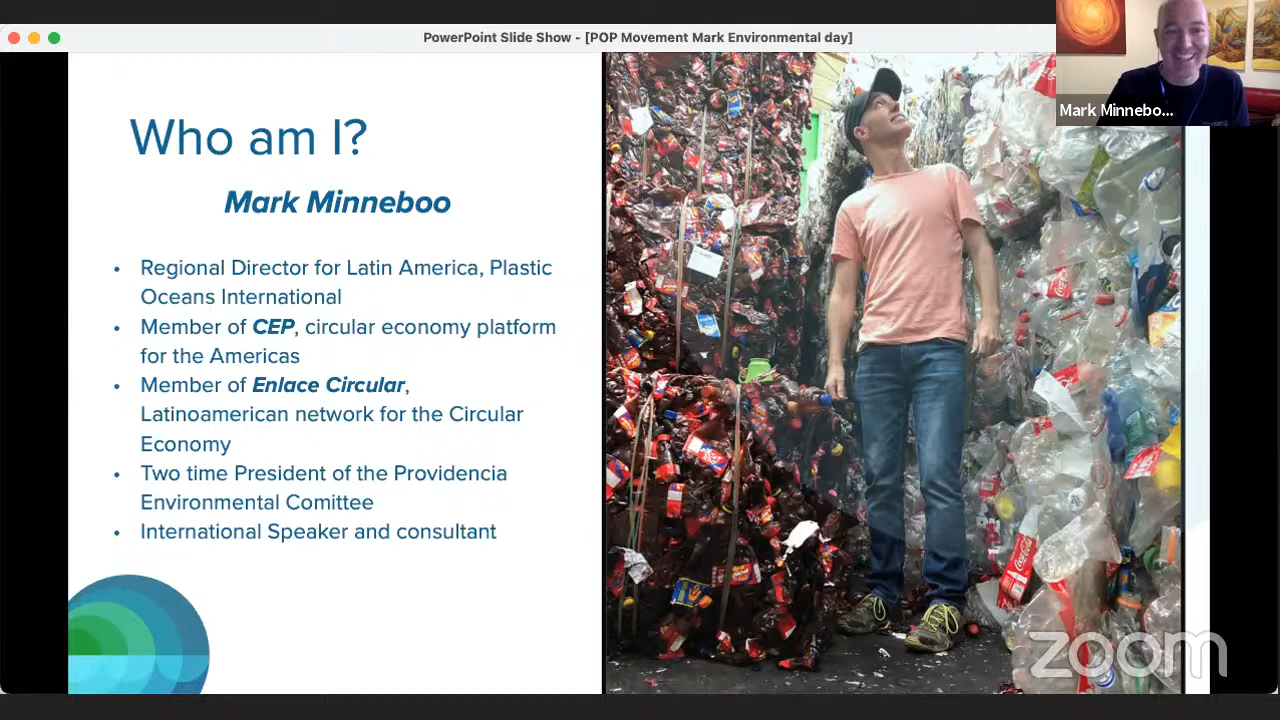 PowerPoint Slide Show - [POP Movement Mark Environmental day]
Mark Minnebo...
Who am I?
Mark Minneboo
• Regional Director for Latin America, Plastic
Oceans International
• Member of CEP, circular economy platform
for the Americas
• Member of Enlace Circular,
Latinoamerican network for the Circular
Economy
• Two time President of the Providencia
Environmental Comittee
• International Speaker and consultant
Coca-Cola
zoom